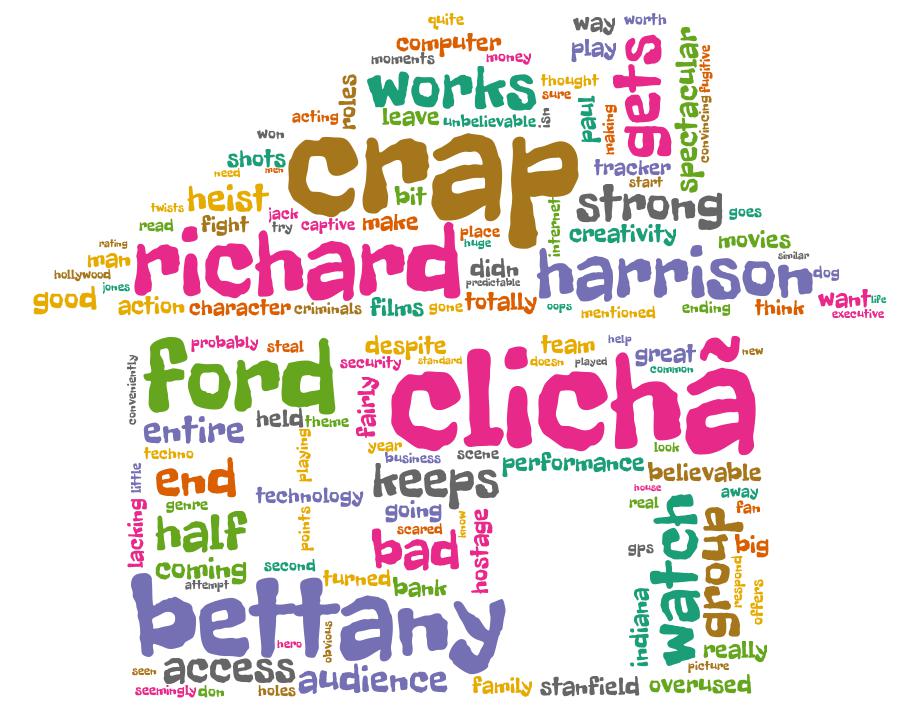 quite
way
worth
computer
play
gets
spectacular
fugitive
moments
money
works
thought
sure
roles
acting
leave
unbelievable
isn
paul
making
convincing
won
crap
shots
need
men
tracker
start
heist
bit
strong
twists
jack
internet
goes
read
fight
try
captive
make
place
creativity
movies
rating
huge
man
richard
didn
harrison
similar
hollywood
predictable
dog
jones
good
action
character
criminals
films
gone
totally
oops
mentioned
ending
think
want
life
executive
probably
steal
despite
team
help
great
new
ford
security
standard
doesn
played
common
conveniently
clichã
fairly
held
theme
entire
year
look
techno
playing
business
scene
performance
believable
little
end
technology
keeps
house
away
genre
real
fan
lacking
half
points
going
scared
know
hostage
watch
group
big
gps
bad
respond
coming
second
turned
bank
offers
attempt
bettany
indiana
hero
obvious
really
seen
access
picture
seemingly
don
holes
audience
family
stanfield
overused